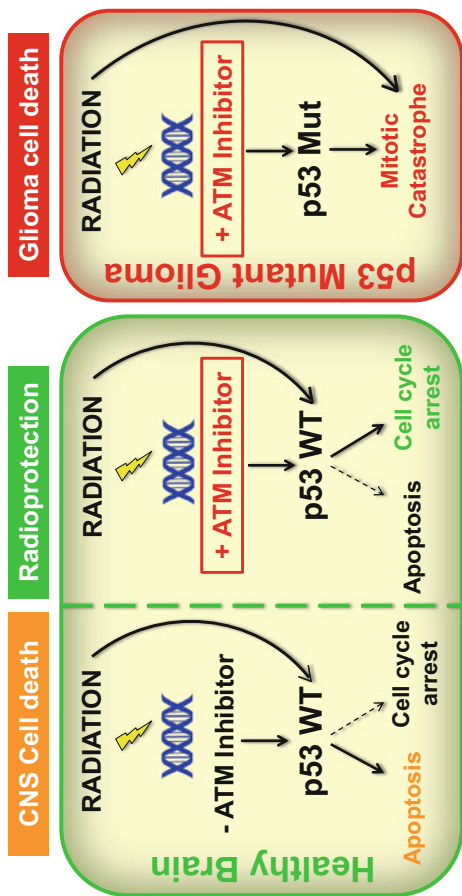 CNS Cell death
Radioprotection
Glioma cell death
Healthy Brain
RADIATION
- ATM Inhibitor
p53 WT
Apoptosis
Cell cycle
arrest
RADIATION
+ ATM Inhibitor
p53 WT
Apoptosis
Cell cycle
arrest
p53 Mutant Glioma
RADIATION
+ ATM Inhibitor
p53 Mut
Mitotic
Catastrophe